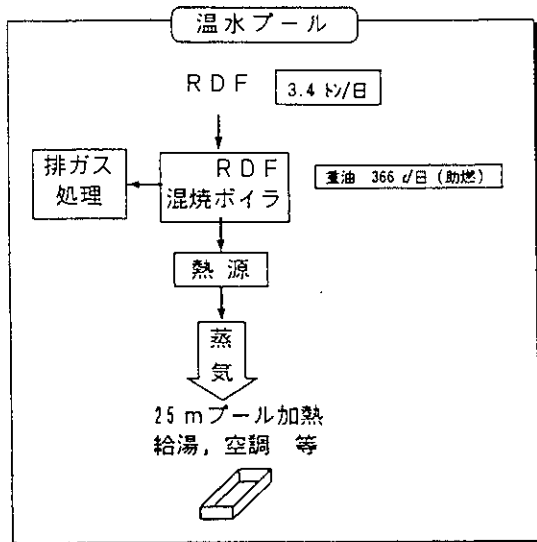 温水プール
RDF
3.4 ㌧/日
排ガス
処理
RDF
混焼ボイラ
重油 366 ℓ/日 (助燃)
熱源
蒸
気
25mプール加熱
給湯, 空調 等